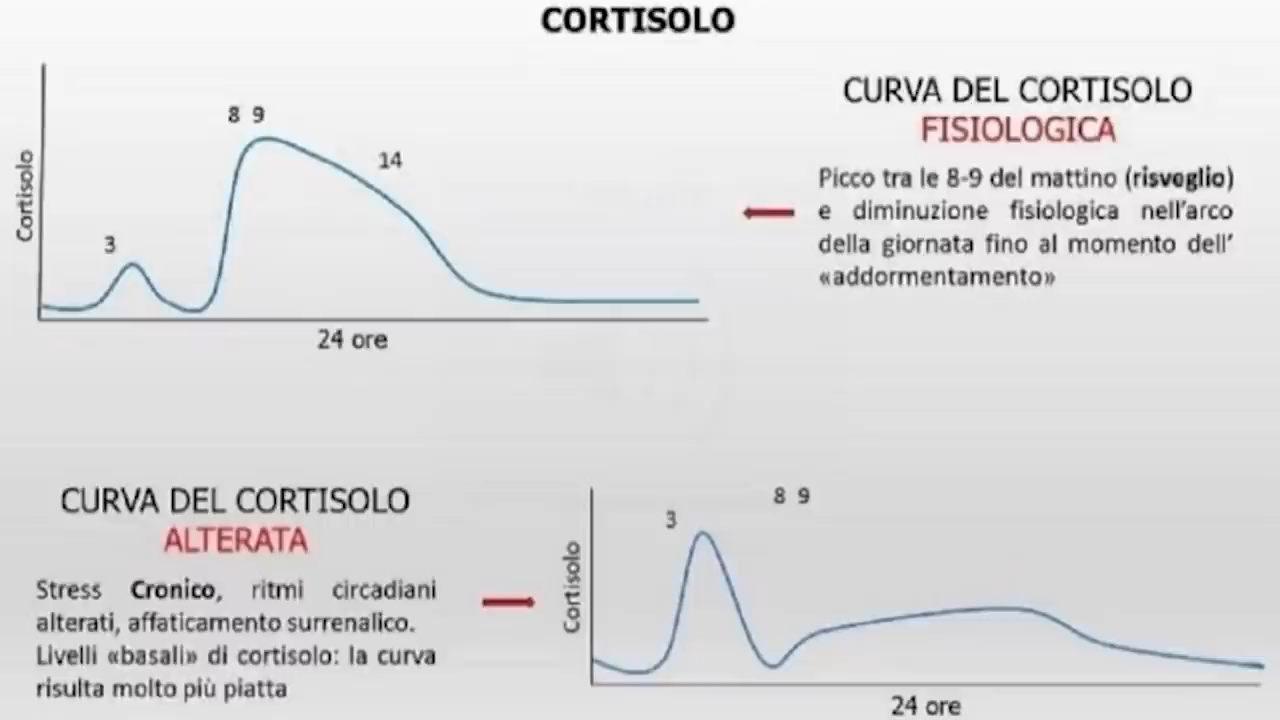 CORTISOLO
CURVA DEL CORTISOLO
FISIOLOGICA
Picco tra le 8-9 del mattino (risveglio)
e diminuzione fisiologica nell'arco
della giornata fino al momento dell'
«addormentamento»
8 9
14
3
Cortisolo
24 ore
CURVA DEL CORTISOLO
ALTERATA
Stress Cronico, ritmi circadiani
alterati, affaticamento surrenalico.
Livelli «basali» di cortisolo: la curva
risulta molto più piatta
8 9
3
Cortisolo
24 ore